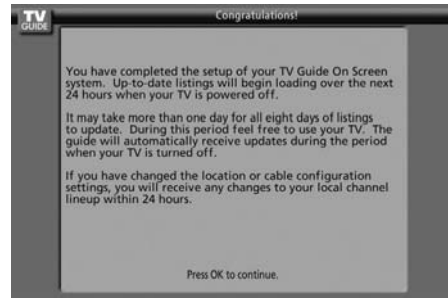 TV
GUIDE
Congratulations!
You have completed the setup of your TV Guide On Screen
system. Up-to-date listings will begin loading over the next
24 hours when your TV is powered off.
It may take more than one day for all eight days of listings
to update. During this period feel free to use your TV. The
guide will automatically receive updates during the period
when your TV is turned off.
If you have changed the location or cable configuration
settings, you will receive any changes to your local channel
lineup within 24 hours.
Press OK to continue.